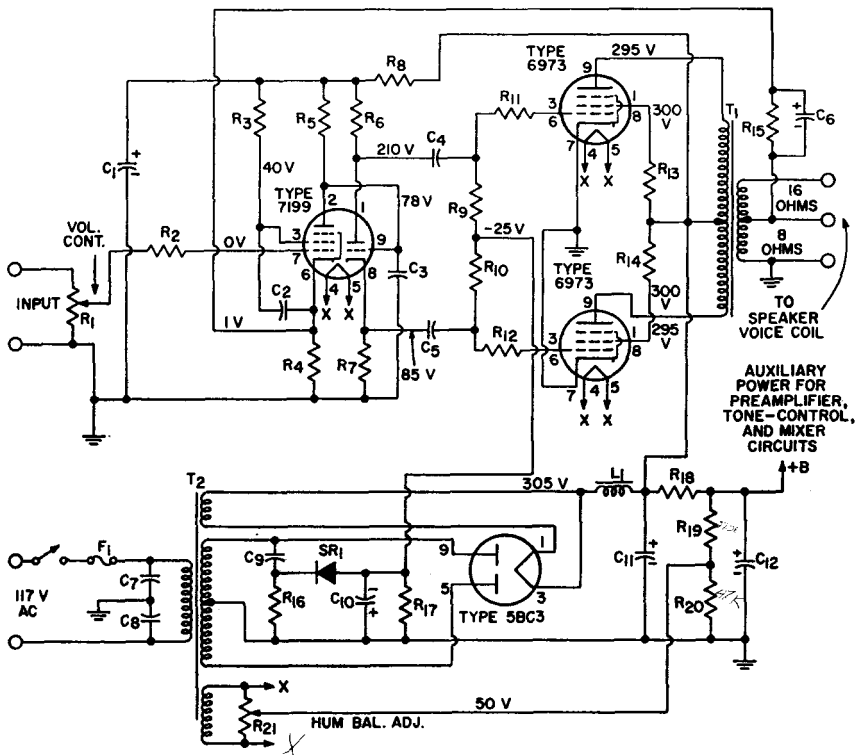 TYPE
6973
295 V
9
R8
R3
R5
R6
R11
3
6
1
8
300
V
T1
R15
C6
7
4
5
X
X
210 V
C4
40 V
C1
TYPE
7199
2
1
78V
R9
R13
VOL.
CONT.
R2
0V
3
7
9
-25V
16
OHMS
8
OHMS
6
4
5
8
C3
R10
TYPE
6973
R14
INPUT
R1
C2
X
X
300
V
295
V
9
1 V
R4
R7
C5
85 V
R12
3
6
1
8
7
4
5
X
X
TO
SPEAKER
VOICE COIL
AUXILIARY
POWER FOR
PREAMPLIFIER,
TONE-CONTROL,
AND MIXER
CIRCUITS
+B
T2
305 V
L1
R18
F1
C9
9
1
R19
C7
SR1
5
3
C11
C12
117 V
AC
C8
R16
C10
R17
TYPE 5BC3
R20
X
50 V
R21
HUM BAL. ADJ.
X